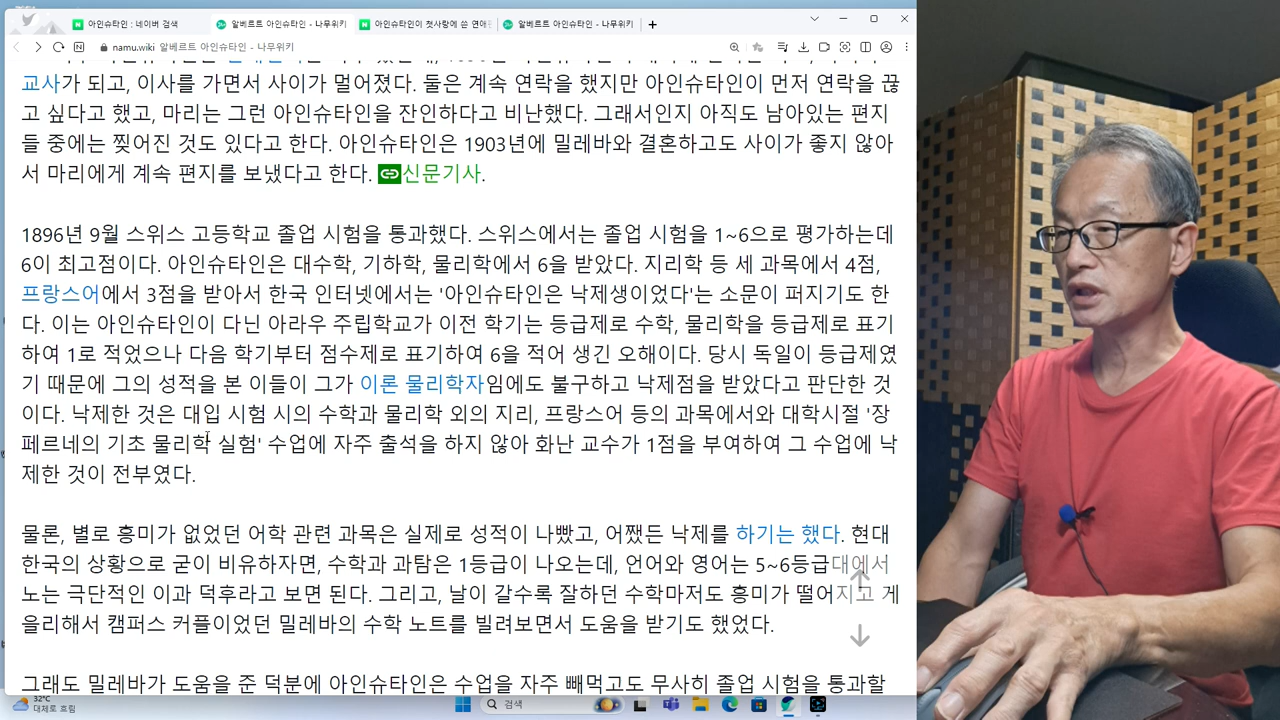 아인슈타인 : 네이버 검색
알베르트 아인슈타인 - 나무위키
아인슈타인이 첫사랑에 쓴 연애
알베르트 아인슈타인 - 나무위키
namu.wiki 알베르트 아인슈타인 - 나무위키
교사가 되고, 이사를 가면서 사이가 멀어졌다. 둘은 계속 연락을 했지만 아인슈타인이 먼저 연락을 끊
고 싶다고 했고, 마리는 그런 아인슈타인을 잔인하다고 비난했다. 그래서인지 아직도 남아있는 편지
들 중에는 찢어진 것도 있다고 한다. 아인슈타인은 1903년에 밀레바와 결혼하고도 사이가 좋지 않아
서 마리에게 계속 편지를 보냈다고 한다. 신문기사.
1896년 9월 스위스 고등학교 졸업 시험을 통과했다. 스위스에서는 졸업 시험을 1~6으로 평가하는데
6이 최고점이다. 아인슈타인은 대수학, 기하학, 물리학에서 6을 받았다. 지리학 등 세 과목에서 4점,
프랑스어에서 3점을 받아서 한국 인터넷에서는 '아인슈타인은 낙제생이었다'는 소문이 퍼지기도 한
다. 이는 아인슈타인이 다닌 아라우 주립학교가 이전 학기는 등급제로 수학, 물리학을 등급제로 표기
하여 1로 적었으나 다음 학기부터 점수제로 표기하여 6을 적어 생긴 오해이다. 당시 독일이 등급제였
기 때문에 그의 성적을 본 이들이 그가 이론 물리학자임에도 불구하고 낙제점을 받았다고 판단한 것
이다. 낙제한 것은 대입 시험 시의 수학과 물리학 외의 지리, 프랑스어 등의 과목에서와 대학시절 '장
페르네의 기초 물리학 실험' 수업에 자주 출석을 하지 않아 화난 교수가 1점을 부여하여 그 수업에 낙
제한 것이 전부였다.
물론, 별로 흥미가 없었던 어학 관련 과목은 실제로 성적이 나빴고, 어쨌든 낙제를 하기는 했다. 현대
한국의 상황으로 굳이 비유하자면, 수학과 과탐은 1등급이 나오는데, 언어와 영어는 5~6등급대에서
노는 극단적인 이과 덕후라고 보면 된다. 그리고, 날이 갈수록 잘하던 수학마저도 흥미가 떨어지고 게
을리해서 캠퍼스 커플이었던 밀레바의 수학 노트를 빌려보면서 도움을 받기도 했었다.
그래도 밀레바가 도움을 준 덕분에 아인슈타인은 수업을 자주 빼먹고도 무사히 졸업 시험을 통과할
32°C
대체로 흐림
검색